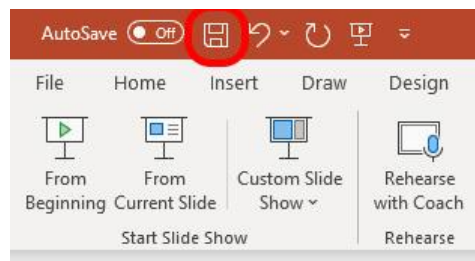 AutoSave Off
File Home Insert Draw Design
From Beginning From Current Slide Custom Slide Show Rehearse with Coach
Start Slide Show Rehearse